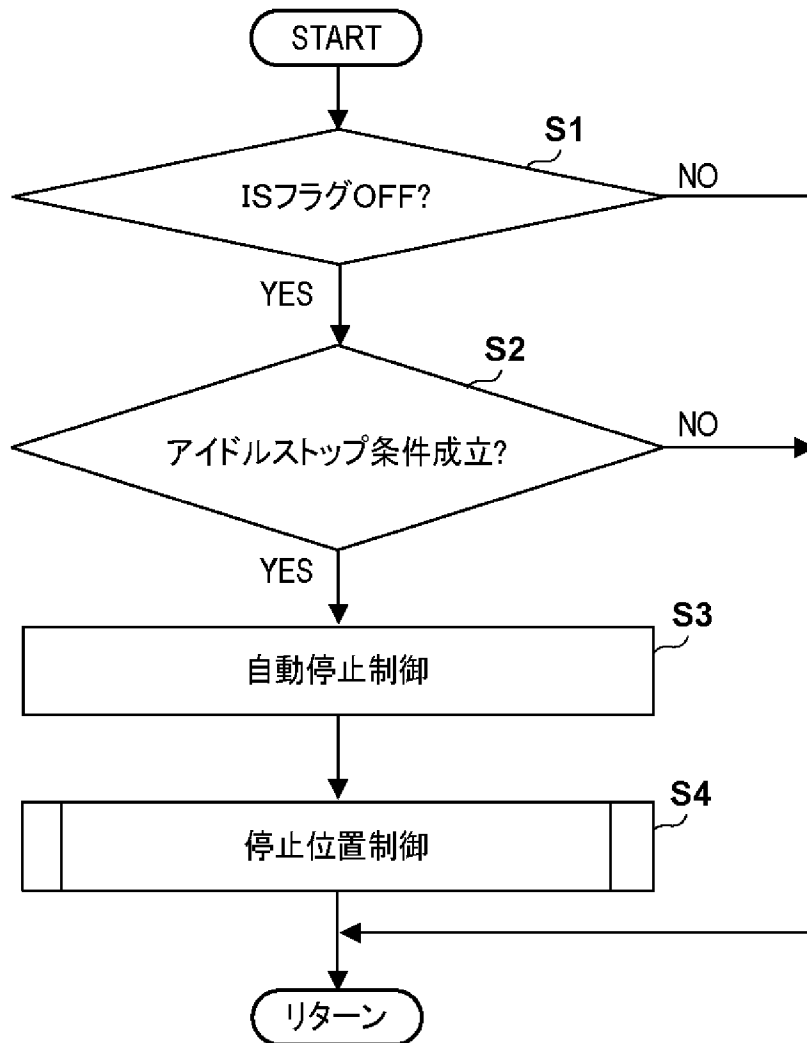 START
S1
ISフラグOFF?
NO
YES
S2
アイドルストップ条件成立?
NO
YES
S3
自動停止制御
S4
停止位置制御
リターン